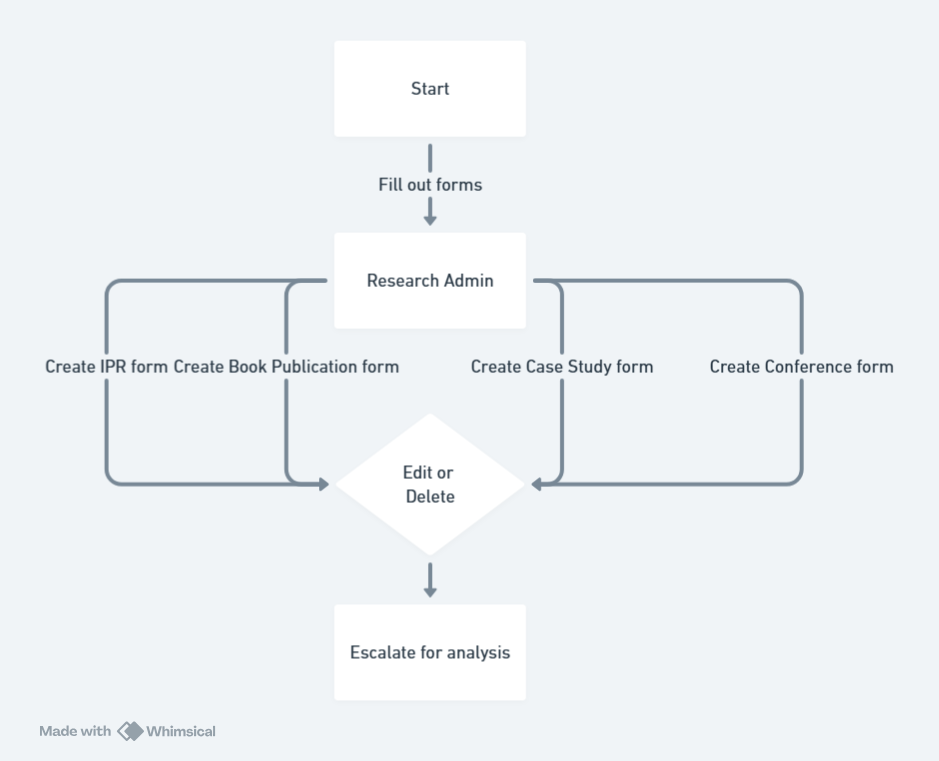 Start
Fill out forms
Research Admin
Create IPR form
Create Book Publication form
Create Case Study form
Create Conference form
Edit or
Delete
Escalate for analysis
Made with Whimsical